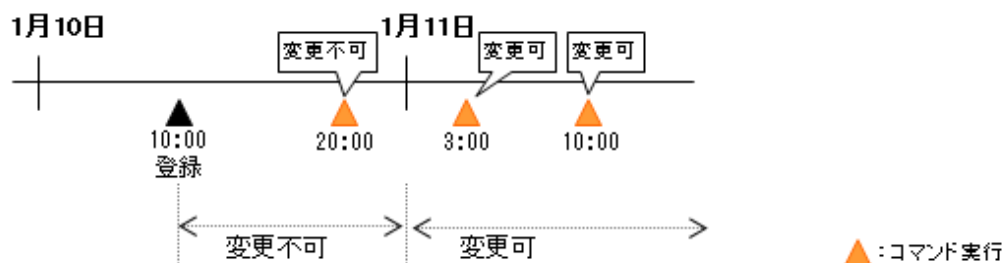 1月10日
1月11日
変更不可
変更可
変更可
10:00
登録
20:00
3:00
10:00
変更不可
変更可
:コマンド実行